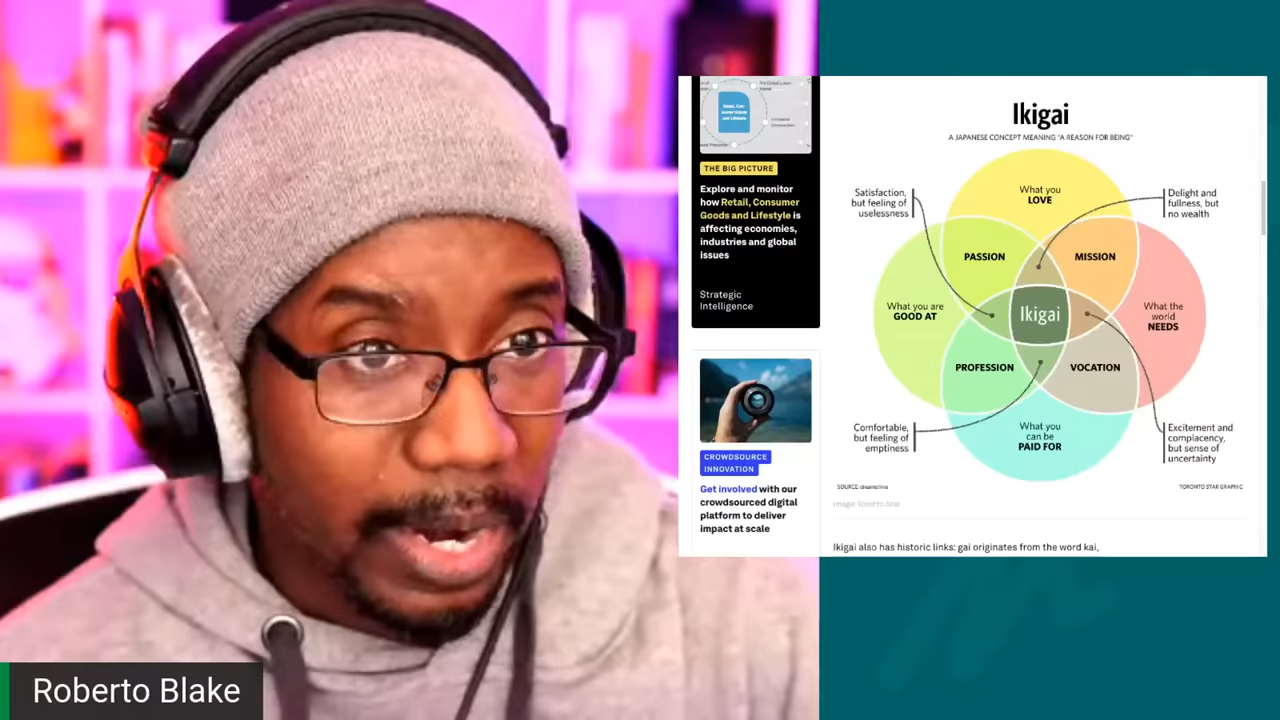 THE BIG PICTURE
Explore and monitor
how Retail, Consumer
Goods and Lifestyle is
affecting economies,
industries and global
issues
Strategic
Intelligence
CROWDSOURCE
INNOVATION
Get involved with our
crowdsourced digital
platform to deliver
impact at scale
Ikigai
A JAPANESE CONCEPT MEANING "A REASON FOR BEING"
Satisfaction,
but feeling of
uselessness
What you
LOVE
Delight and
fullness, but
no wealth
PASSION
MISSION
What you are
GOOD AT
Ikigai
What the
world
NEEDS
PROFESSION
VOCATION
Comfortable,
but feeling of
emptiness
What you
can be
PAID FOR
Excitement and
complacency,
but sense of
uncertainty
SOURCE: dreamstime
TORONTO STAR GRAPHIC
Image: Toronto Star
Ikigai also has historic links: gai originates from the word kai,
Roberto Blake